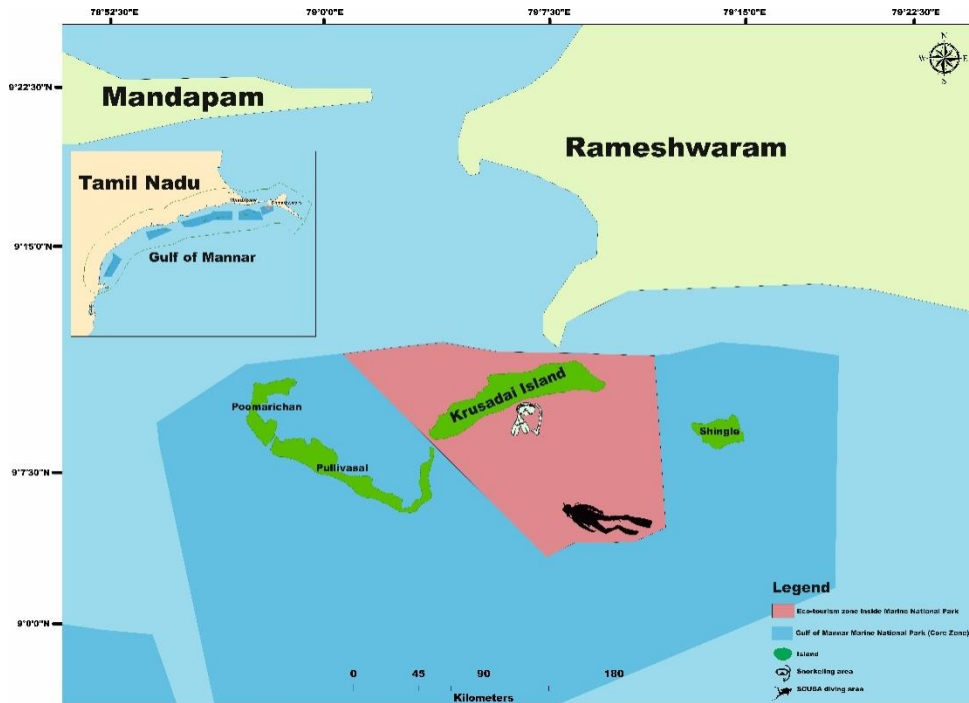 78°52'30"E 79°0'0"E 79°7'30"E 79°15'0"E 79°22'30"E
N
W E
S
9°22'30"N
Mandapam
Rameshwaram
Tamil Nadu
Gulf of Mannar
9°15'0"N
Krusadai Island
Poomarichan
Shingle
Pullivasal
9°7'30"N
Legend
Eco-tourism zone Inside Marine National Park
Gulf of Mannar Marine National Park (Core Zone)
Island
Snorkeling area
SCUBA diving area
9°0'0"N
0 45 90 180
Kilometers